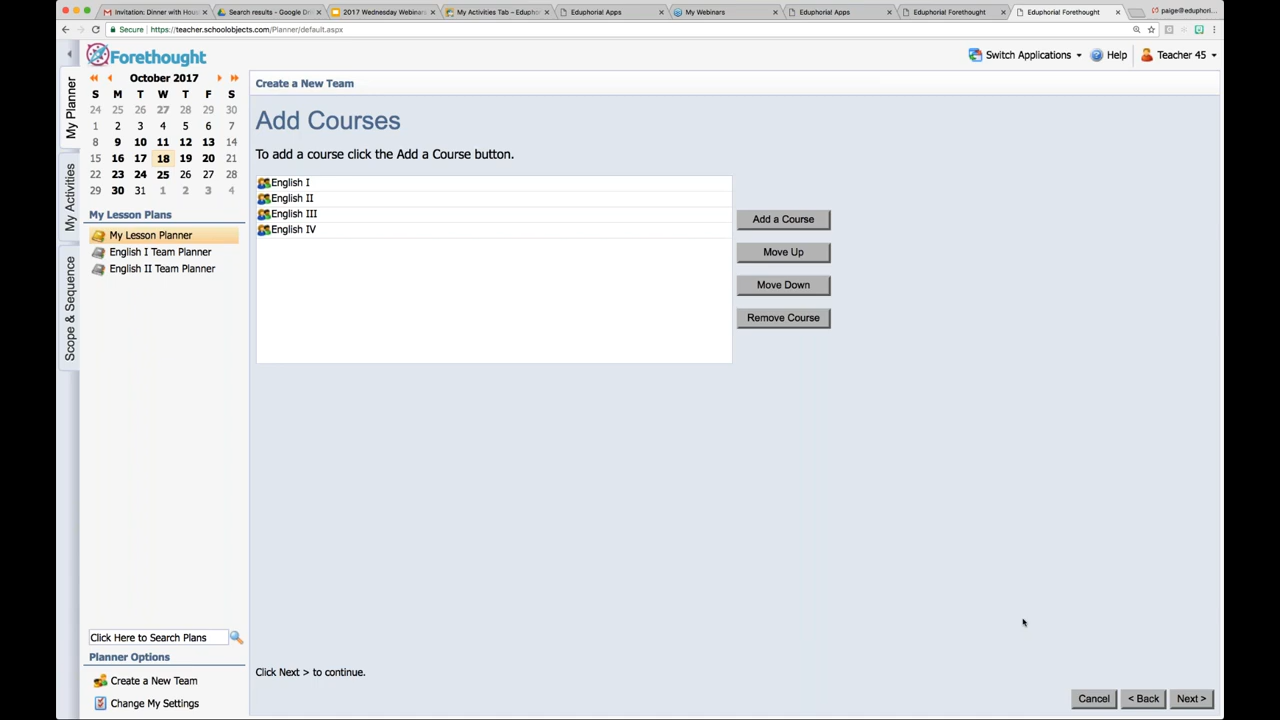 Invitation: Dinner with Hous
Search results - Google Dri
2017 Wednesday Webinars
My Activities Tab – Eduphor
Eduphorial Apps
My Webinars
Eduphorial Apps
Eduphorial Forethought
Eduphorial Forethought
paige@eduphori...
Secure
https://teacher.schoolobjects.com/Planner/default.aspx
Forethought
Switch Applications
Help
Teacher 45
My Planner
My Activities
Scope & Sequence
October 2017
S M T W T F S
24 25 26 27 28 29 30
1 2 3 4 5 6 7
8 9 10 11 12 13 14
15 16 17 18 19 20 21
22 23 24 25 26 27 28
29 30 31 1 2 3 4
My Lesson Plans
My Lesson Planner
English I Team Planner
English II Team Planner
Click Here to Search Plans
Planner Options
Create a New Team
Change My Settings
Create a New Team
Add Courses
To add a course click the Add a Course button.
English I
English II
English III
English IV
Add a Course
Move Up
Move Down
Remove Course
Click Next > to continue.
Cancel
< Back
Next >